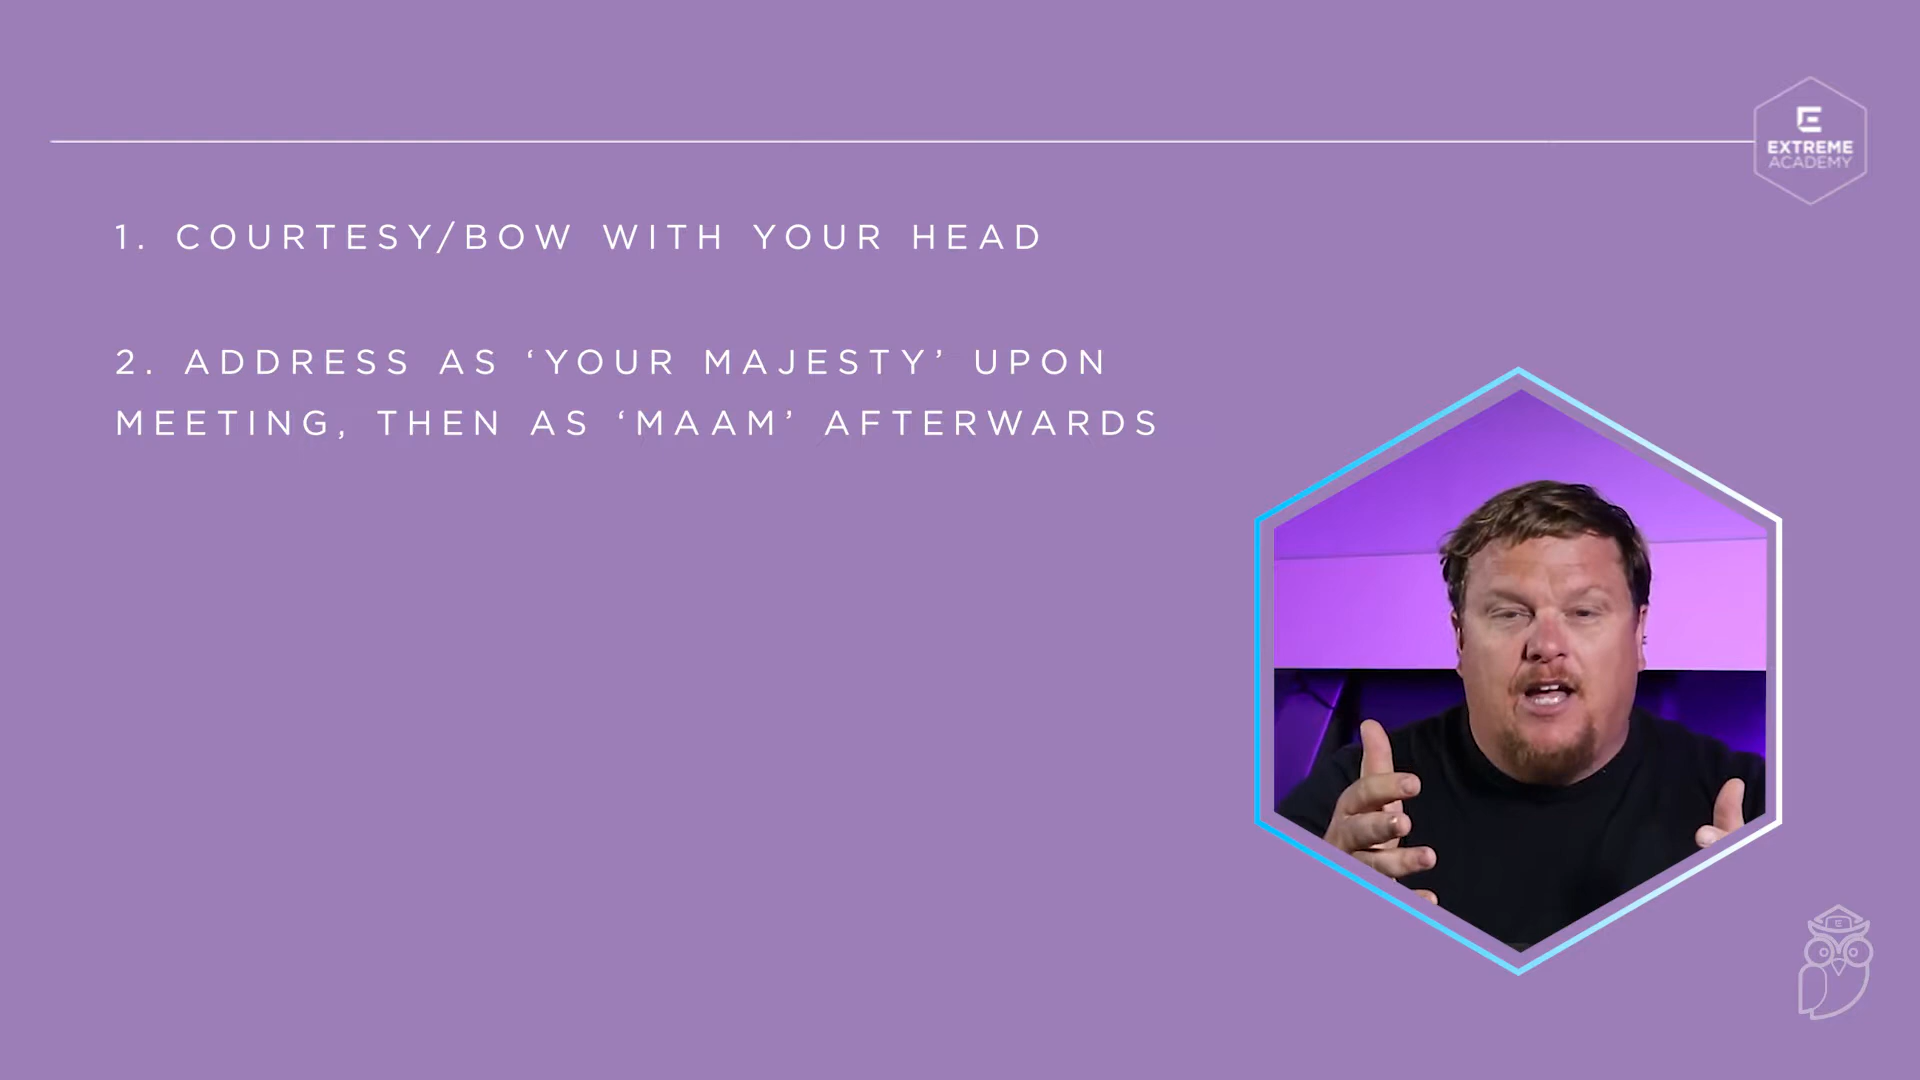 E
EXTREME
ACADEMY
1. COURTESY/BOW WITH YOUR HEAD
2. ADDRESS AS ‘YOUR MAJESTY’ UPON
MEETING, THEN AS ‘MAAM’ AFTERWARDS